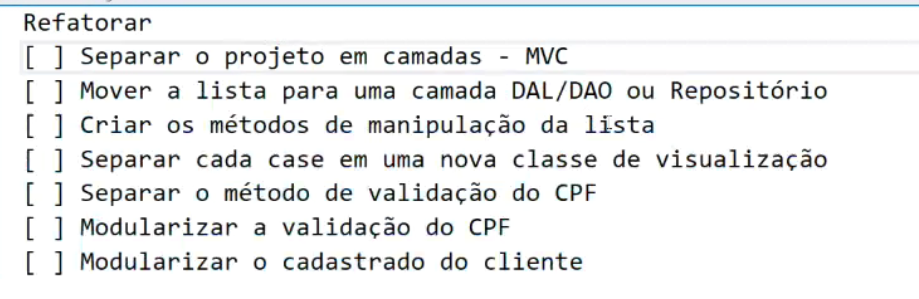 Refatorar
[ ] Separar o projeto em camadas - MVC
[ ] Mover a lista para uma camada DAL/DAO ou Repositório
[ ] Criar os métodos de manipulação da lista
[ ] Separar cada case em uma nova classe de visualização
[ ] Separar o método de validação do CPF
[ ] Modularizar a validação do CPF
[ ] Modularizar o cadastrado do cliente